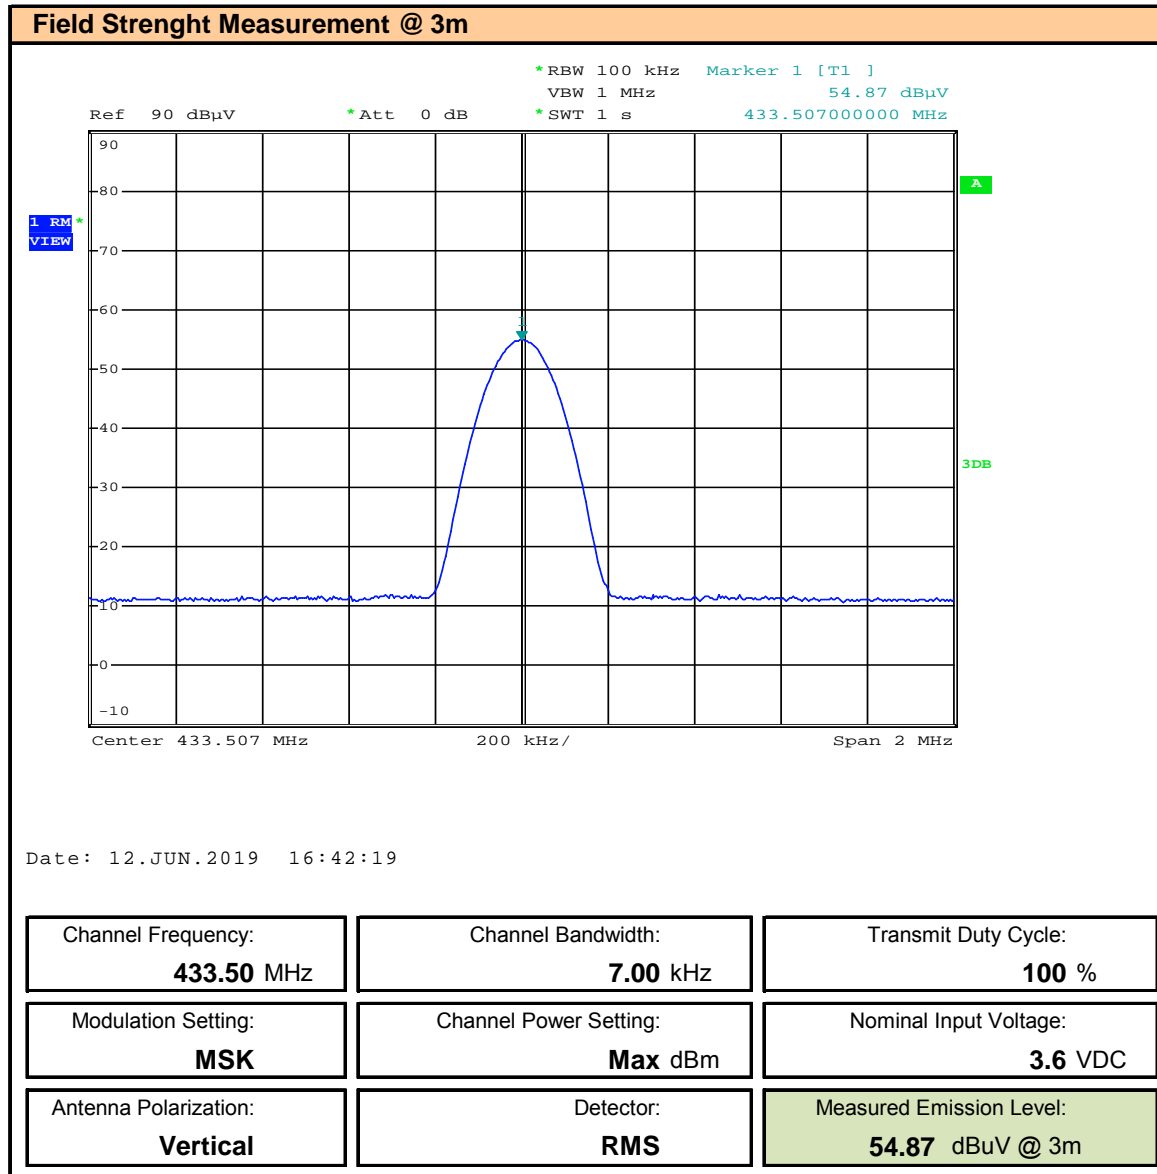 Field Strenght Measurement @ 3m
*RBW 100 kHz Marker 1 [T1 ]
VBW 1 MHz 54.87 dBµV
Ref 90 dBµV *Att 0 dB *SWT 1 s 433.507000000 MHz
90
80
A
1 RM *
VIEW
70
60
1
50
40
3DB
30
20
10
0
-10
Center 433.507 MHz 200 kHz/ Span 2 MHz
Date: 12.JUN.2019 16:42:19
Channel Frequency: Channel Bandwidth: Transmit Duty Cycle:
433.50 MHz 7.00 kHz 100 %
Modulation Setting: Channel Power Setting: Nominal Input Voltage:
MSK Max dBm 3.6 VDC
Antenna Polarization: Detector: Measured Emission Level:
Vertical RMS 54.87 dBuV @ 3m